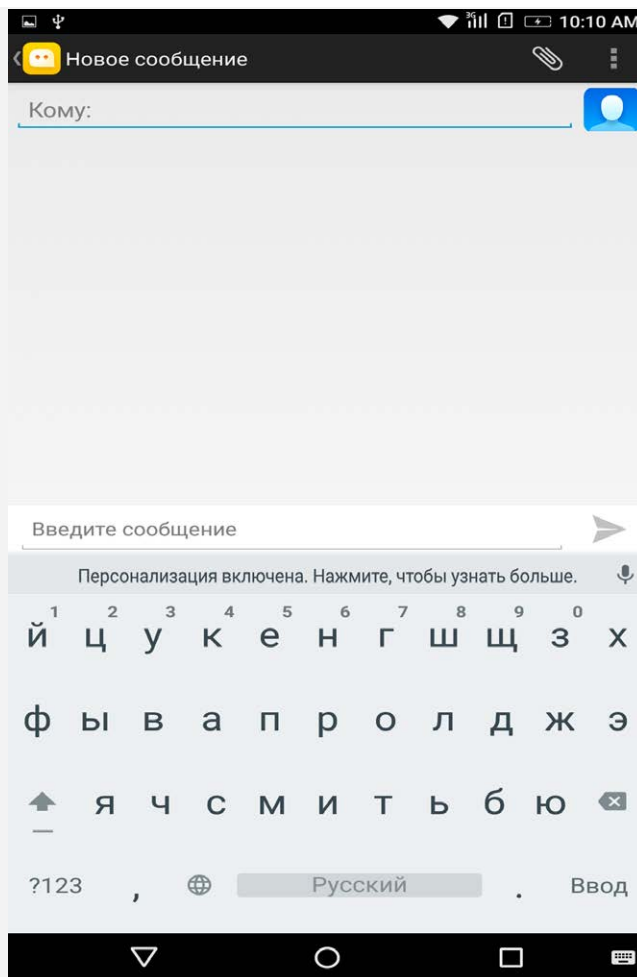 3G
10:10 AM
Новое сообщение
Кому:
Введите сообщение
Персонализация включена. Нажмите, чтобы узнать больше.
1 2 3 4 5 6 7 8 9 0
й ц у к е н г ш щ з х
ф ы в а п р о л д ж э
я ч с м и т ь б ю
?123 , Русский . Ввод